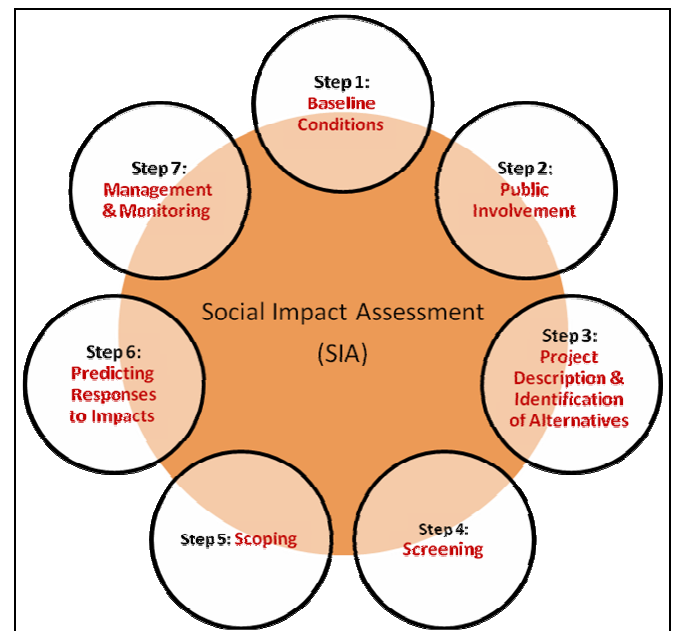 Step 1:
Baseline
Conditions
Step 2:
Public
Involvement
Step 3:
Project
Description &
Identification
of Alternatives
Step 4:
Screening
Step 5: Scoping
Step 6:
Predicting
Responses
to Impacts
Step 7:
Management
& Monitoring
Social Impact Assessment
(SIA)